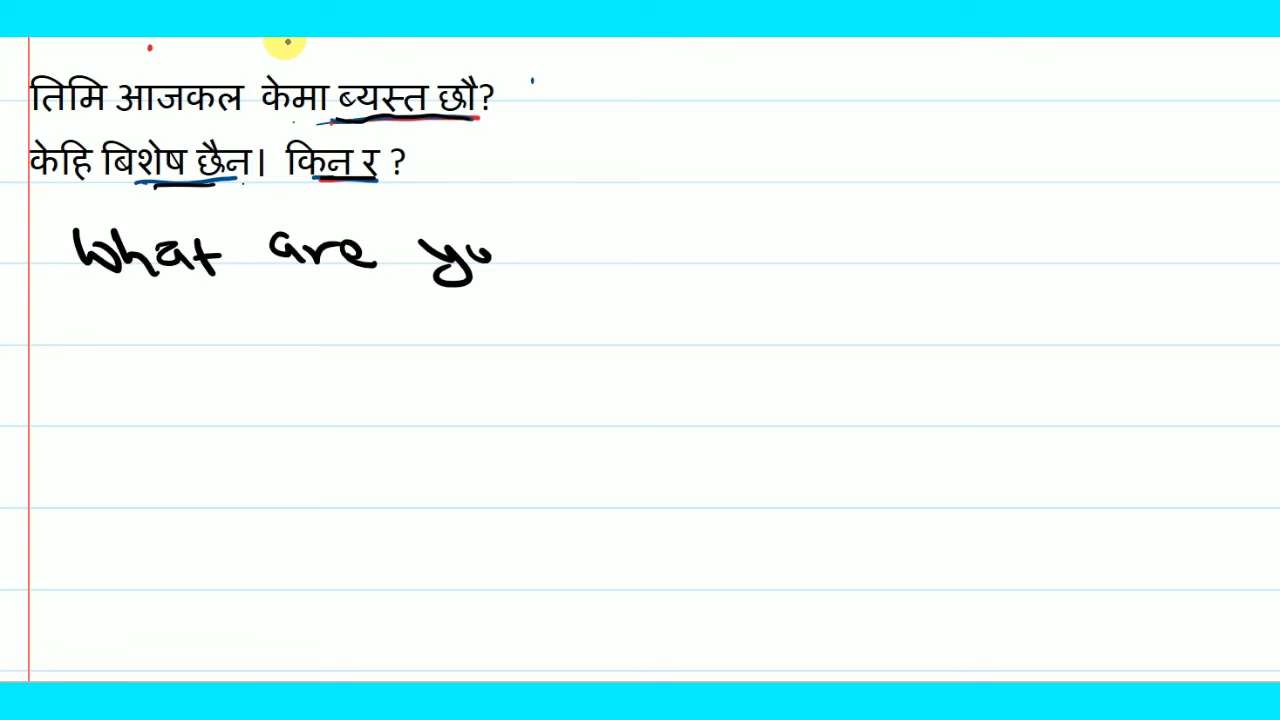 तिमि आजकल केमा ब्यस्त छौ?
केहि बिशेष छैन। किन र ?
What are yo